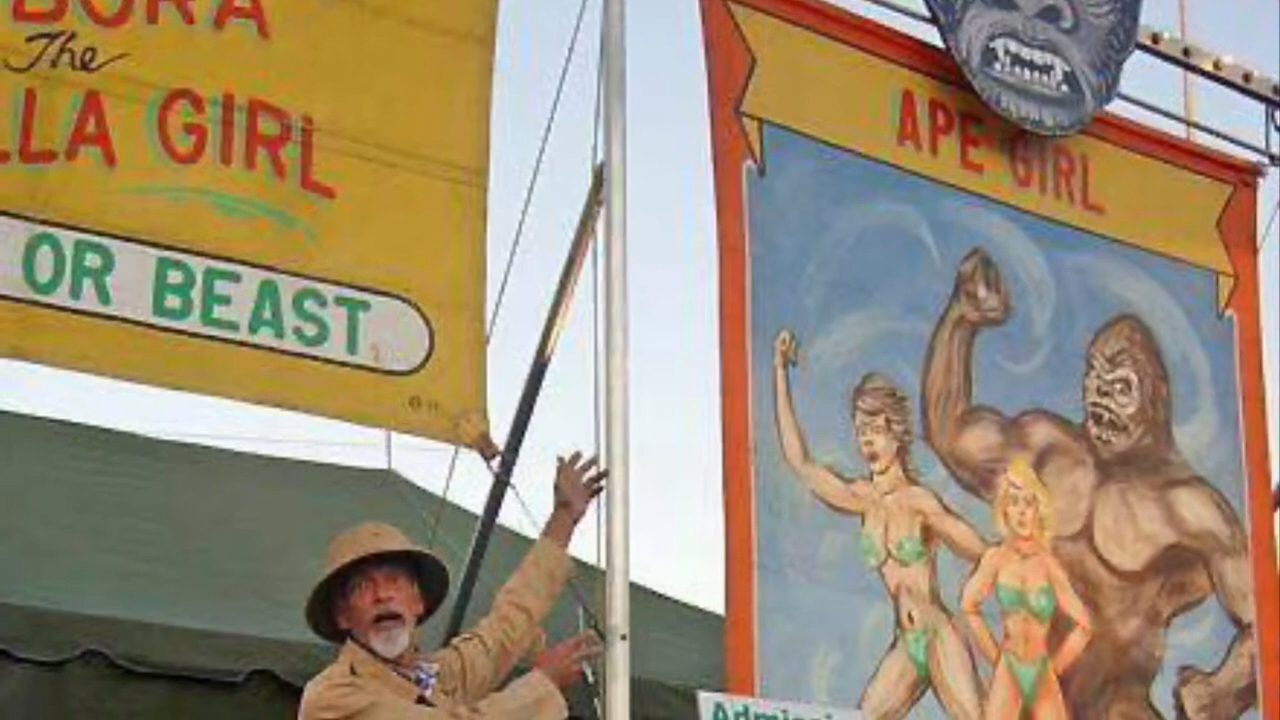 BORA
The
LLA GIRL
OR BEAST
APE GIRL